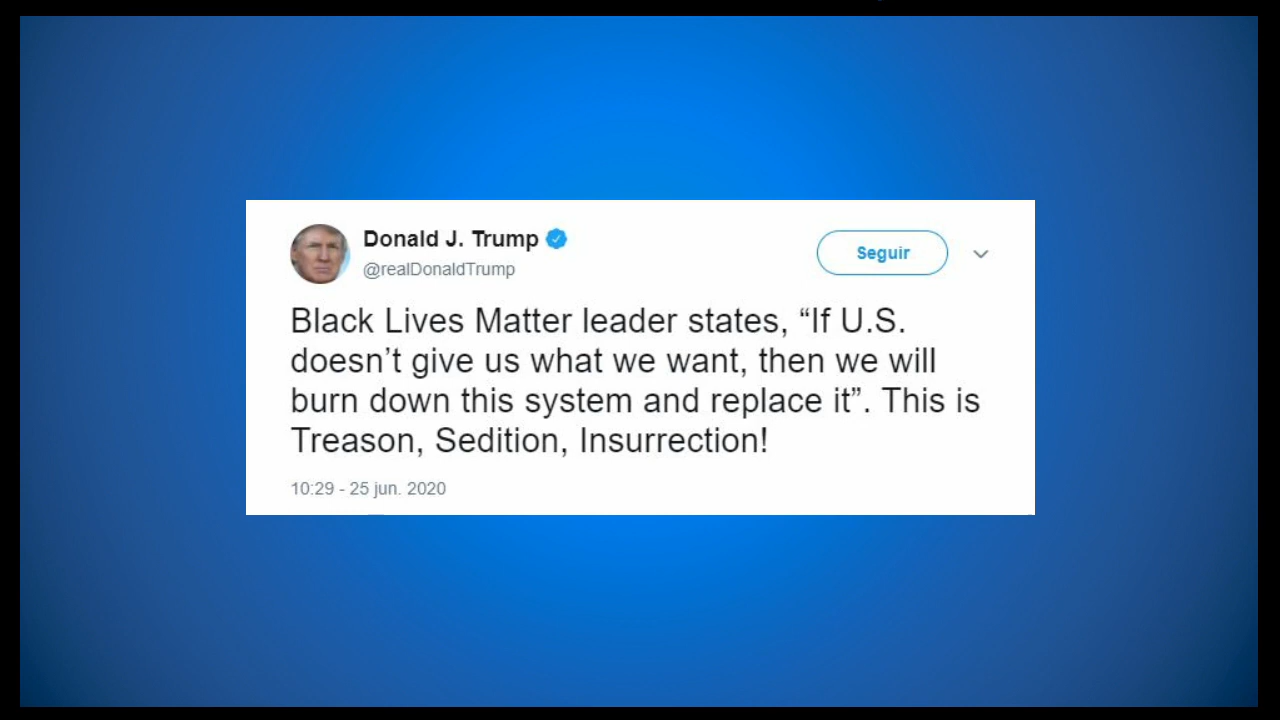 Donald J. Trump
Seguir
@realDonaldTrump
Black Lives Matter leader states, “If U.S.
doesn’t give us what we want, then we will
burn down this system and replace it”. This is
Treason, Sedition, Insurrection!
10:29 - 25 jun. 2020